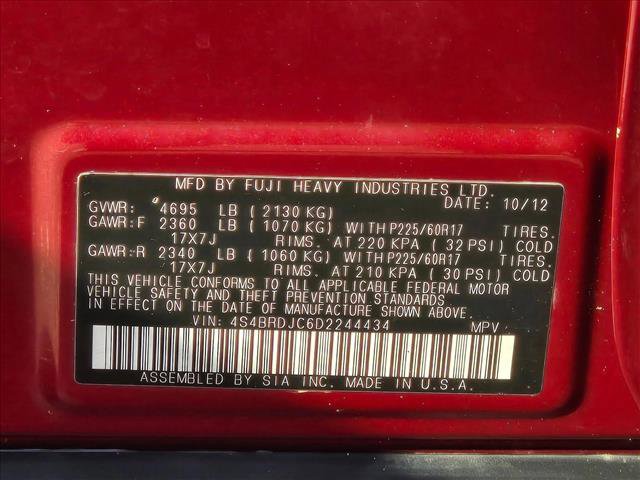 MFD BY FUJI HEAVY INDUSTRIES LTD.
DATE: 10/12
GVWR: 4695 LB (2130 KG)
GAWR:F 2360 LB (1070 KG) WITH P225/60R17 TIRES.
17X7J RIMS. AT 220 KPA (32 PSI) COLD
GAWR:R 2340 LB (1060 KG) WITH P225/60R17 TIRES.
17X7J RIMS. AT 210 KPA (30 PSI) COLD
THIS VEHICLE CONFORMS TO ALL APPLICABLE FEDERAL MOTOR
VEHICLE SAFETY AND THEFT PREVENTION STANDARDS
IN EFFECT ON THE DATE OF MANUFACTURE SHOWN ABOVE.
VIN: 4S4BRDJC6D2244434 MPV
ASSEMBLED BY SIA INC. MADE IN U.S.A.